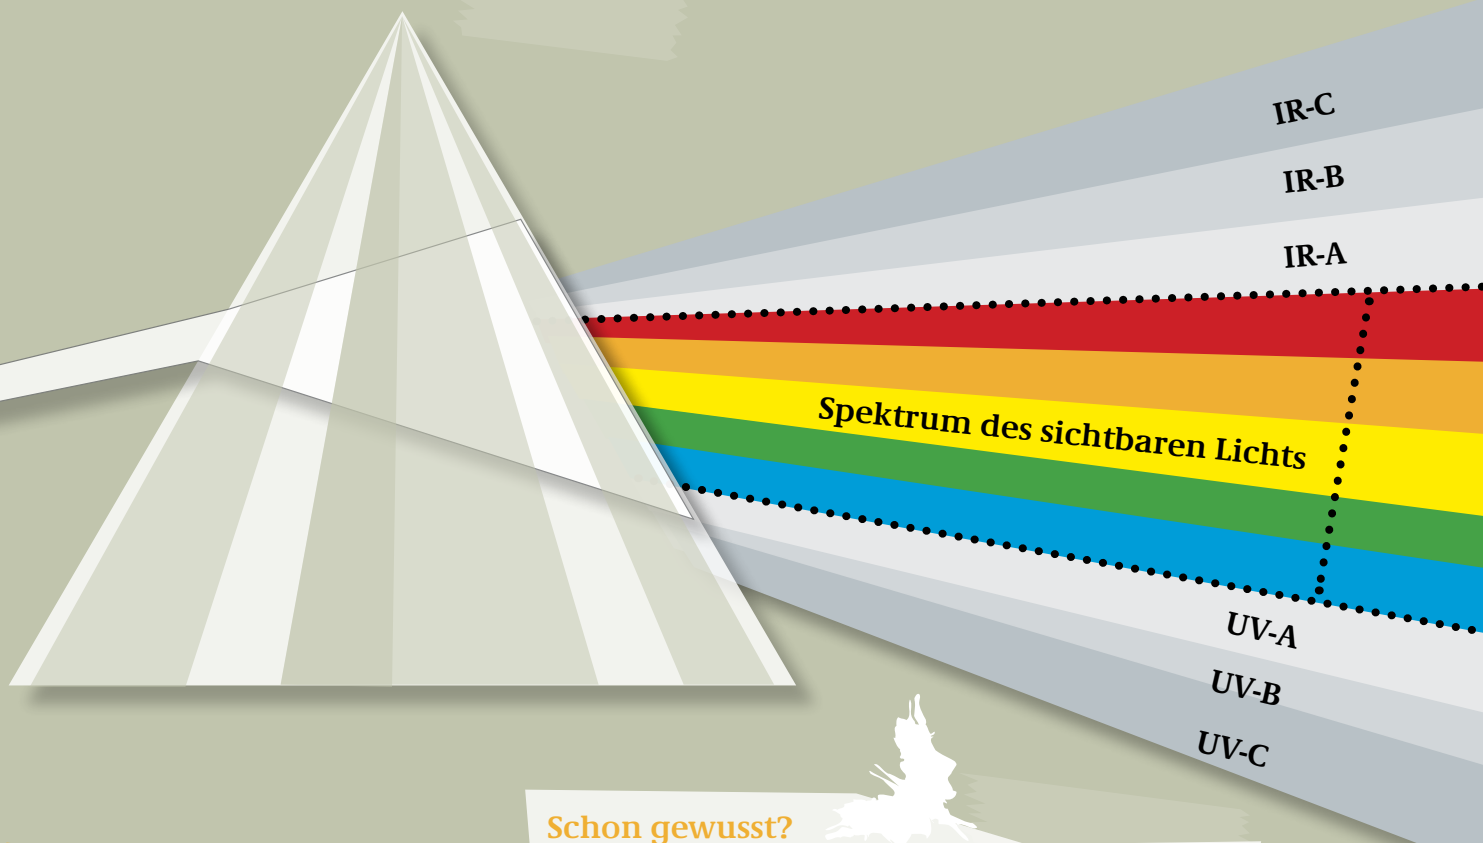 IR-C
IR-B
IR-A
Spektrum des sichtbaren Lichts
UV-A
UV-B
UV-C
Schon gewusst?